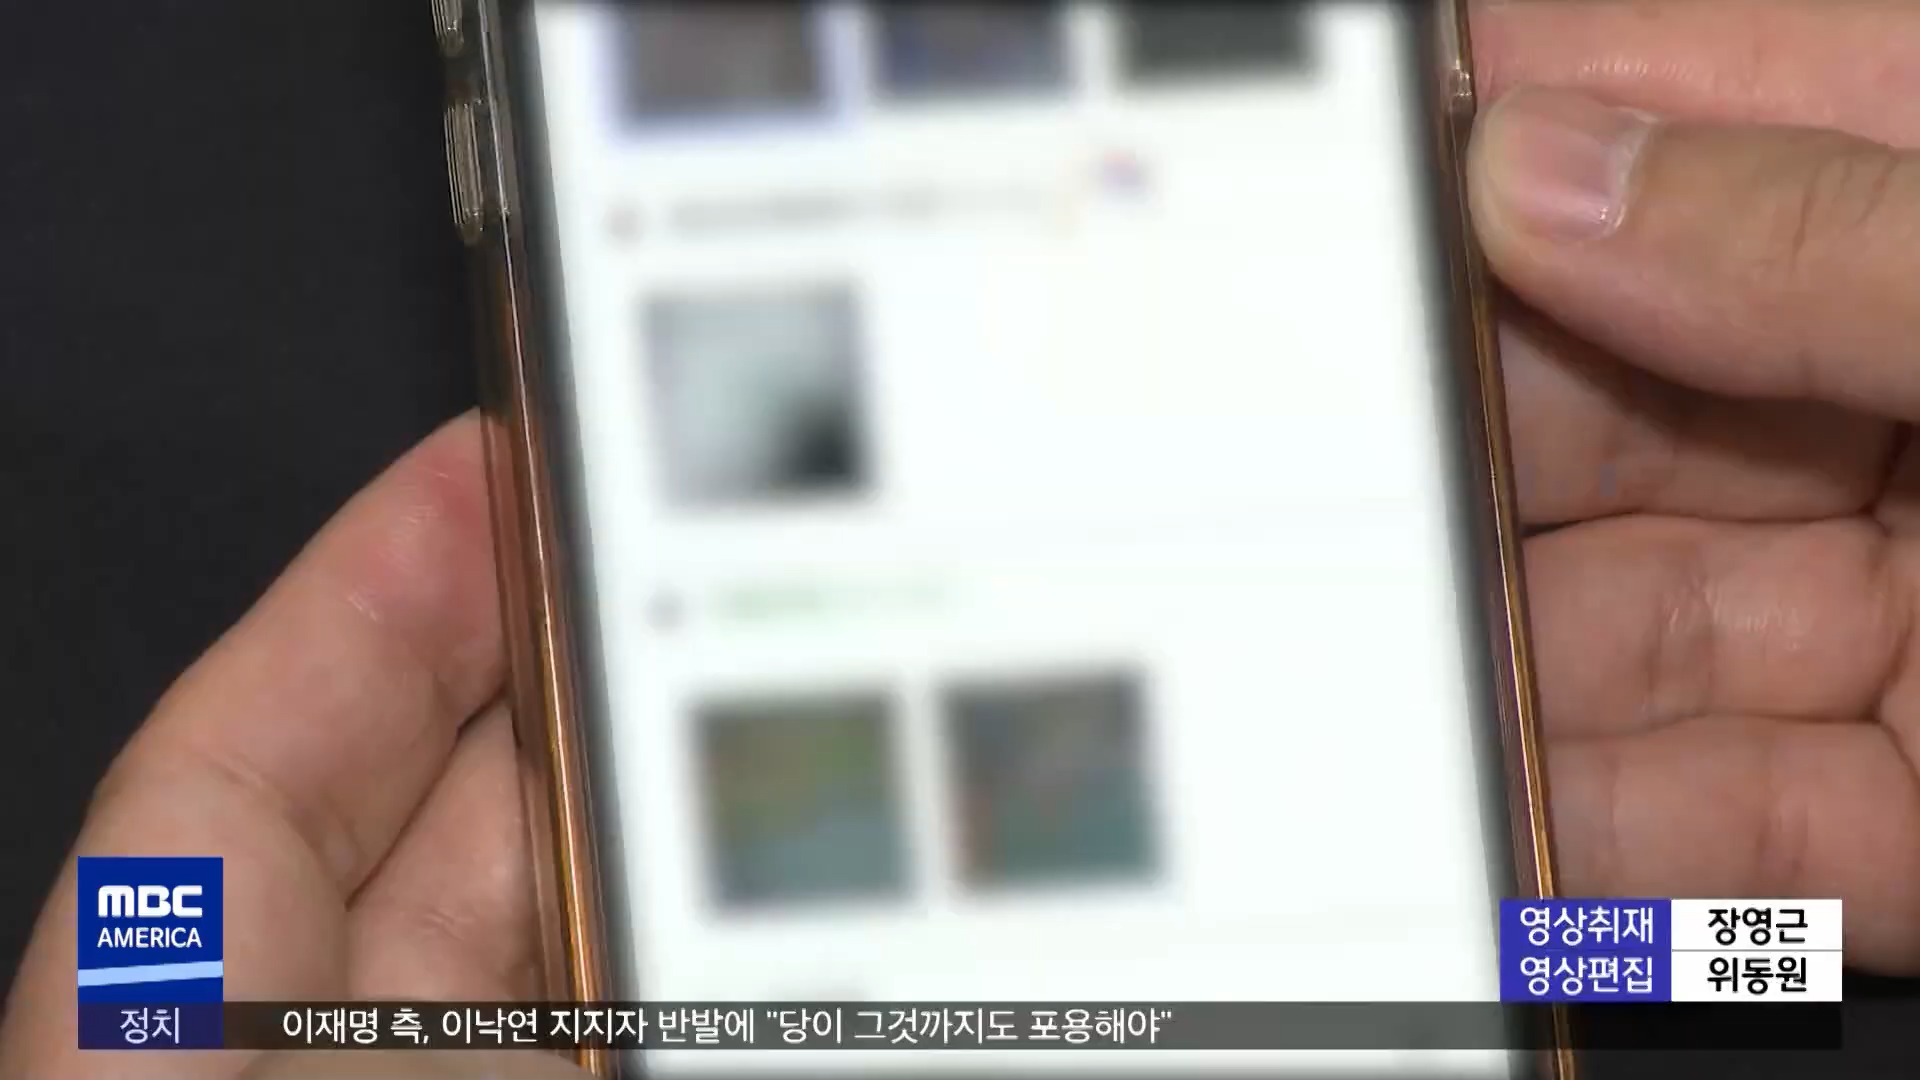 영상취재 장영근
영상편집 위동원
MBC
AMERICA
정치 이재명 측, 이낙연 지지자 반발에 "당이 그것까지도 포용해야"